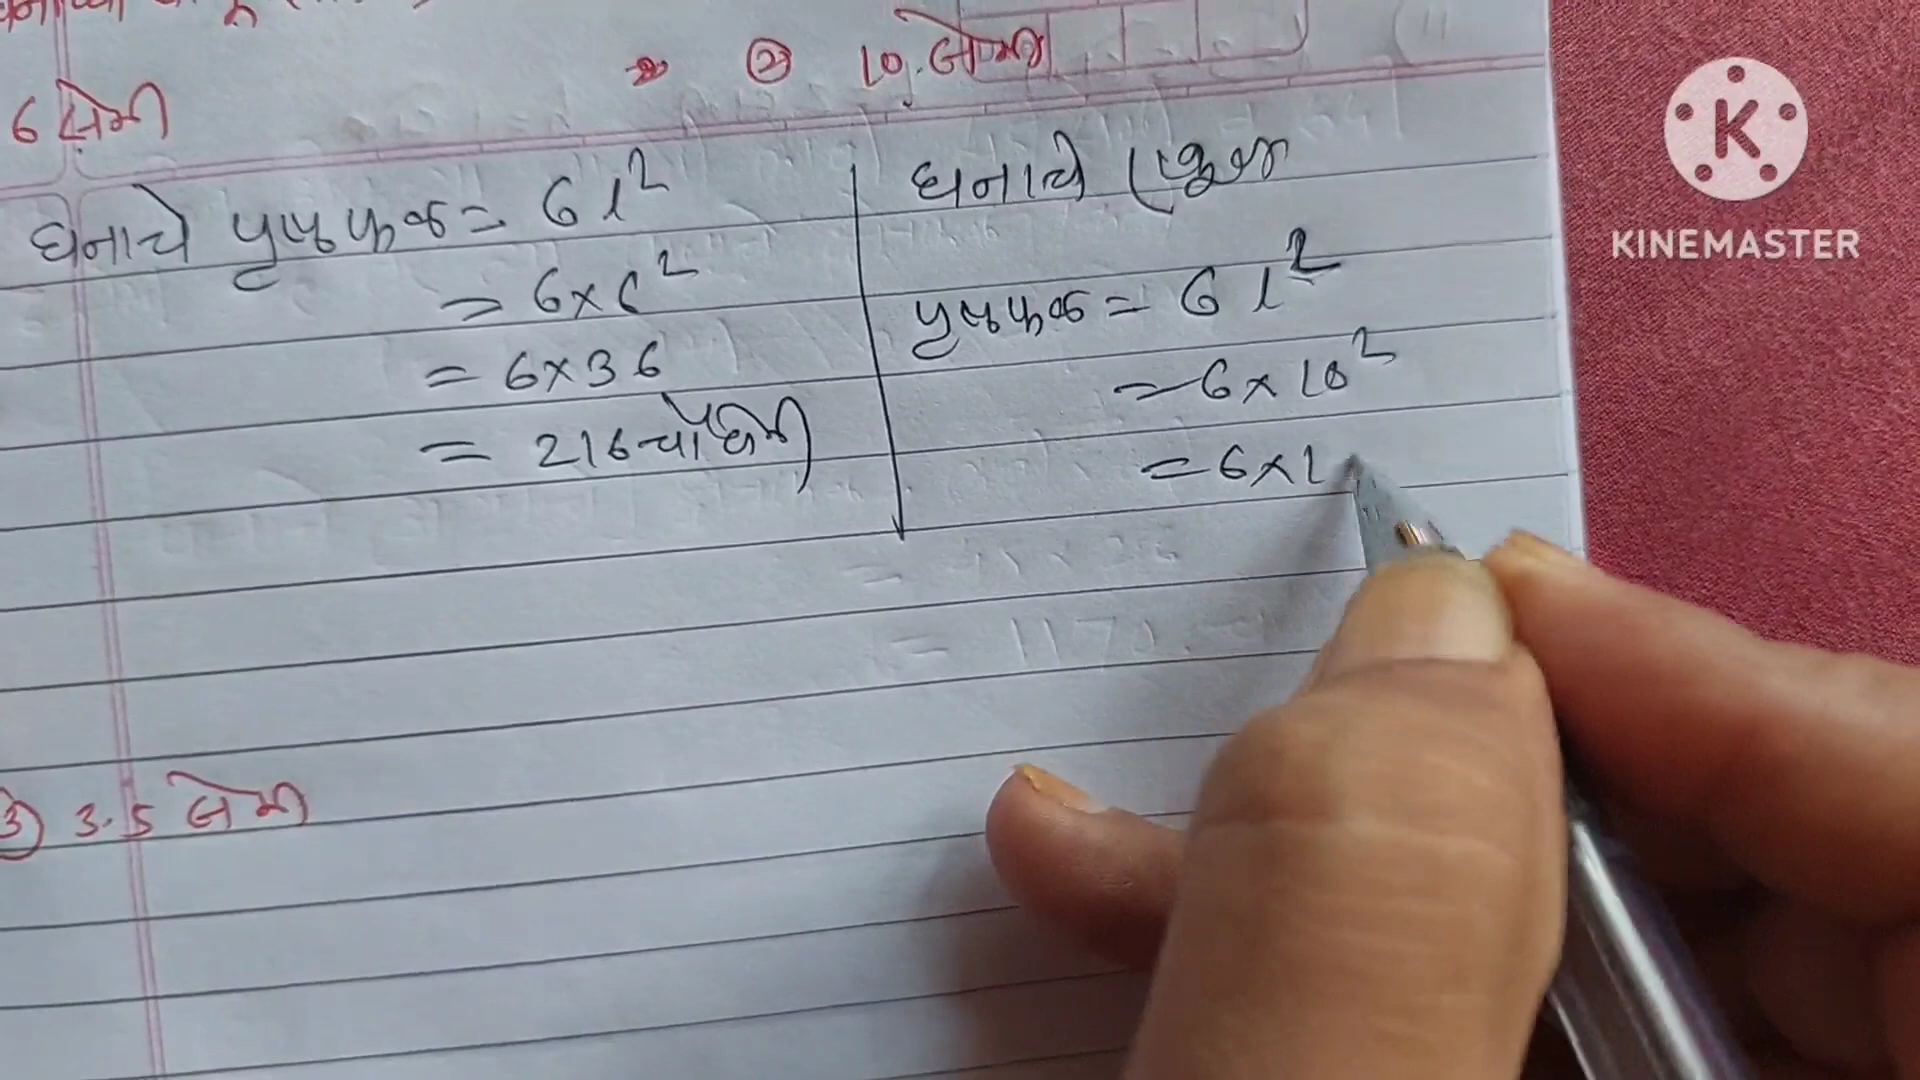 ② 10 सेमी
6 सेमी
घनाचे पृष्ठफळ = 6 l²
= 6 × 6²
= 6 × 36
= 216 चौसेमी
घनाचे
पृष्ठफळ = 6 l²
= 6 × 10²
= 6 × 1
3) 3.5 सेमी
KINEMASTER